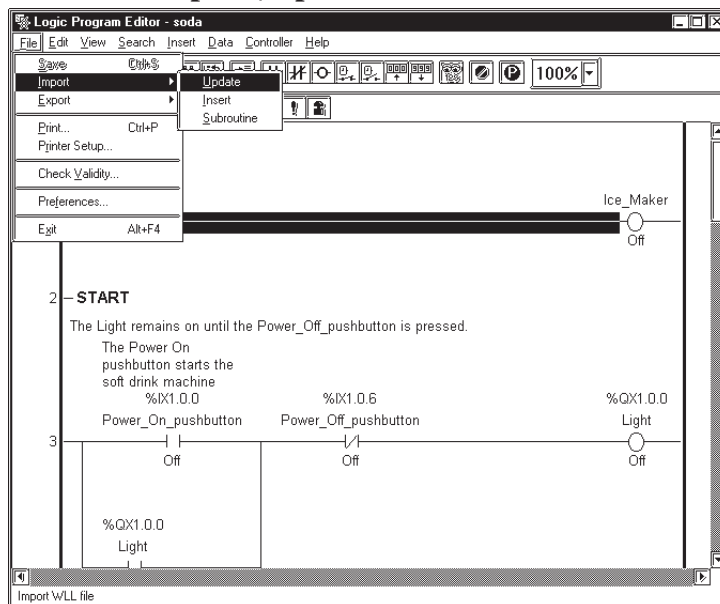 Logic Program Editor - soda
File Edit View Search Insert Data Controller Help
Save Ctrl+S
Import
Export
Print... Ctrl+P
Printer Setup...
Check Validity...
Preferences...
Exit Alt+F4
Update
Insert
Subroutine
100%
Ice_Maker
Off
2 START
The Light remains on until the Power_Off_pushbutton is pressed.
The Power On
pushbutton starts the
soft drink machine
%IX1.0.0 %IX1.0.6 %QX1.0.0
Power_On_pushbutton Power_Off_pushbutton Light
3
Off Off Off
%QX1.0.0
Light
Import WLL file